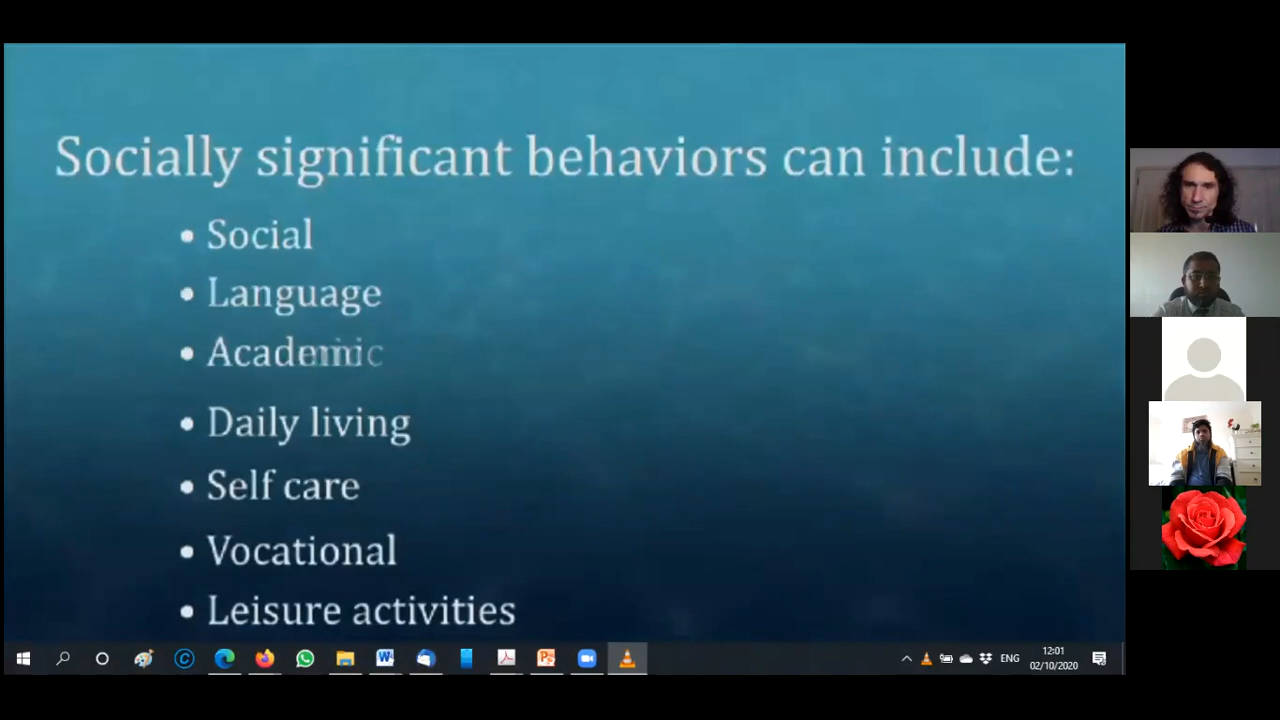 Socially significant behaviors can include:
• Social
• Language
• Academic
• Daily living
• Self care
• Vocational
• Leisure activities
ENG
12:01
02/10/2020